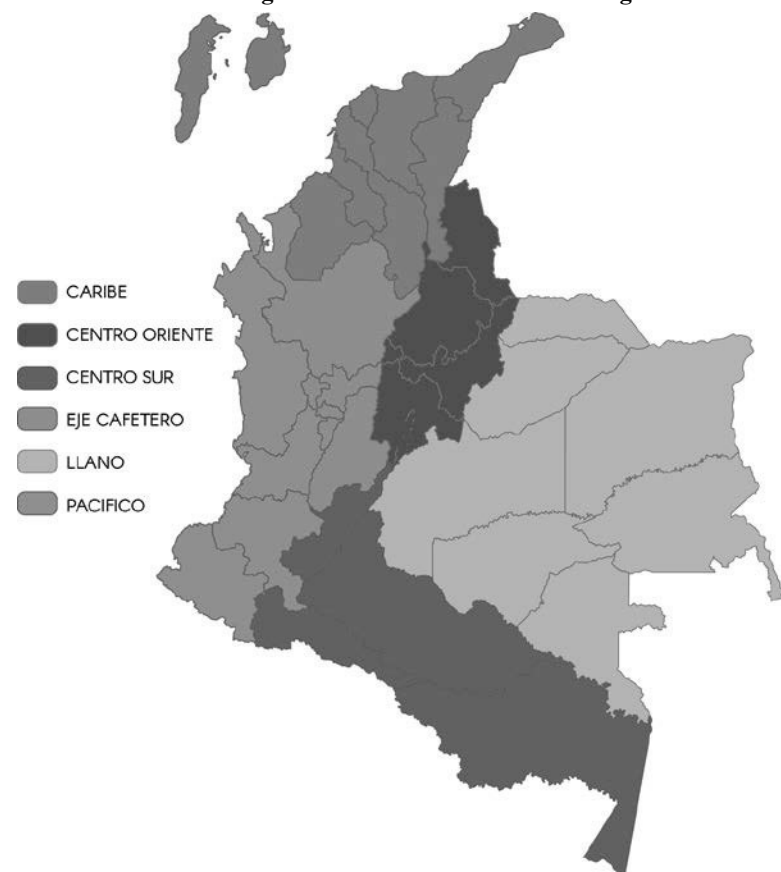 CARIBE
CENTRO ORIENTE
CENTRO SUR
EJE CAFETERO
LLANO
PACIFICO